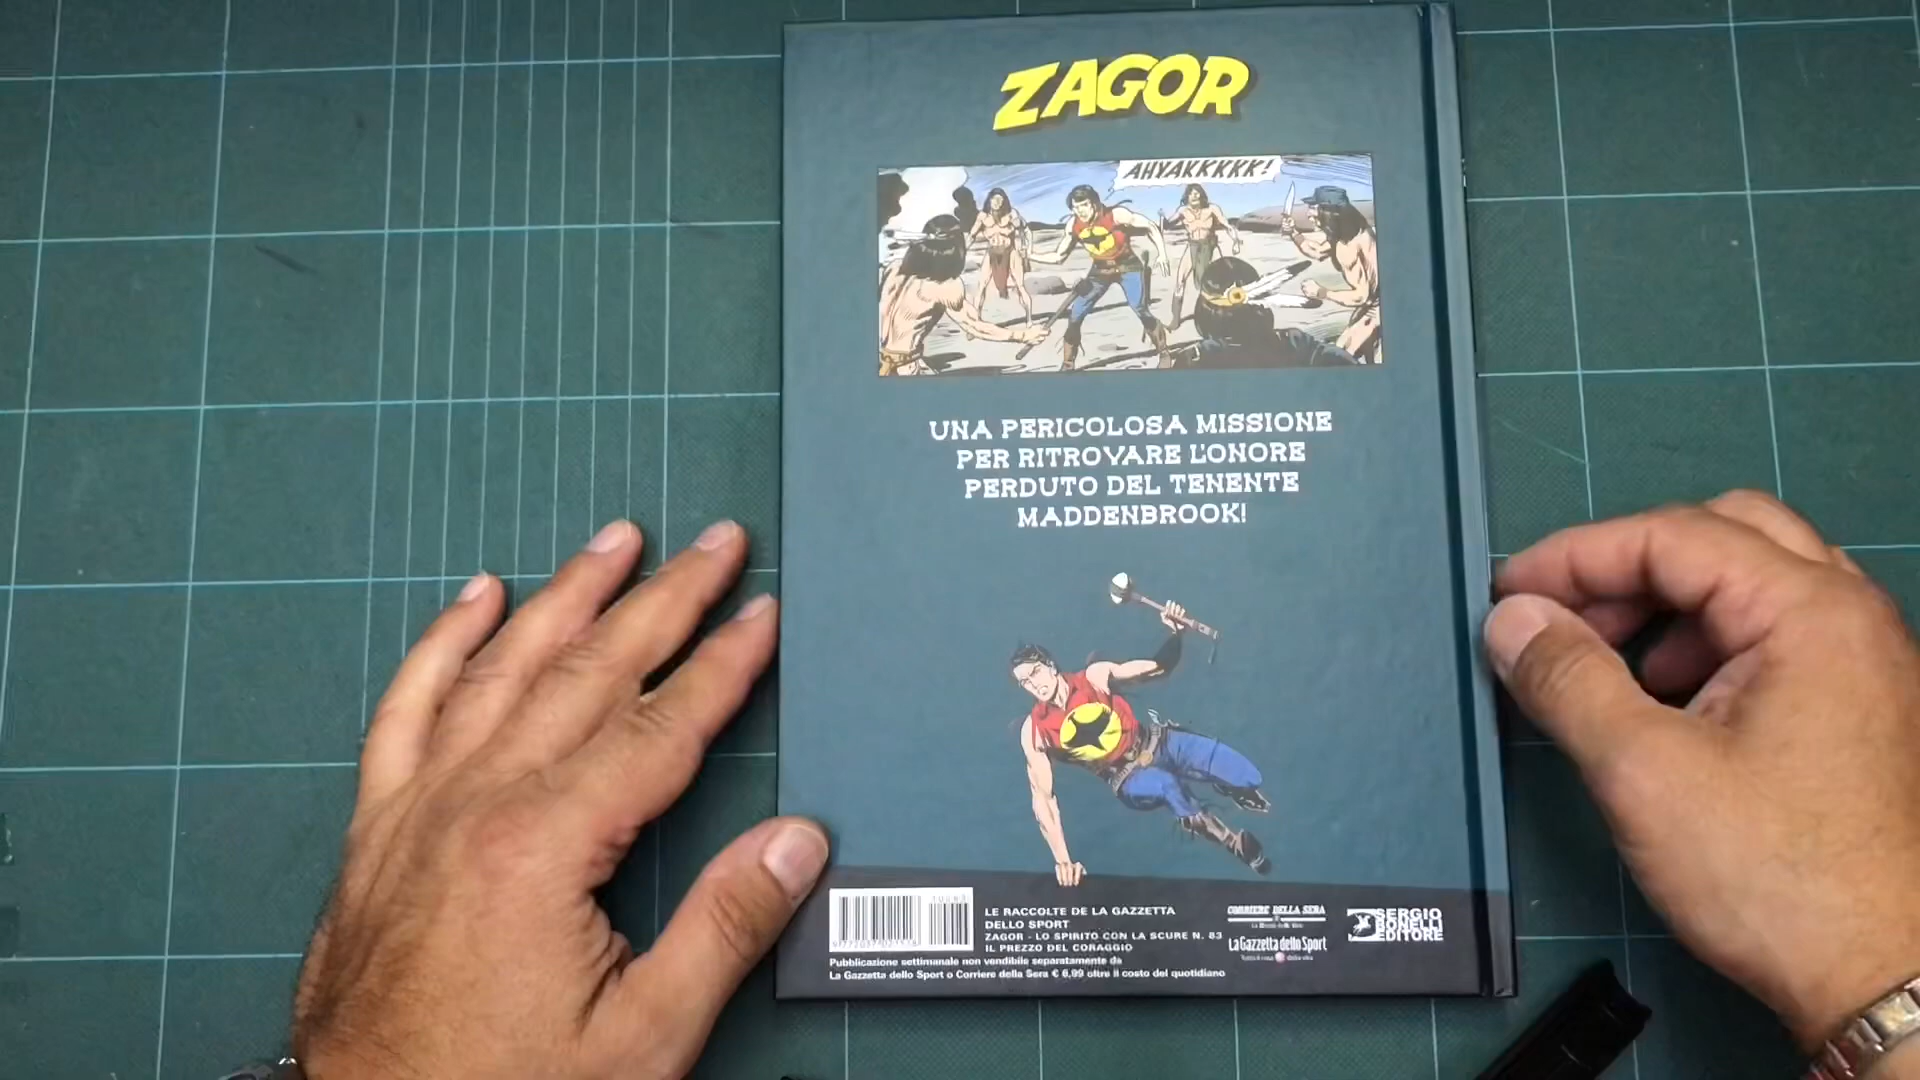 ZAGOR
AHYAKKKKK!
UNA PERICOLOSA MISSIONE
PER RITROVARE L'ONORE
PERDUTO DEL TENENTE
MADDENBROOK!
LE RACCOLTE DE LA GAZZETTA
DELLO SPORT
ZAGOR - LO SPIRITO CON LA SCURE N. 83
IL PREZZO DEL CORAGGIO
Pubblicazione settimanale non vendibile separatamente da
La Gazzetta dello Sport o Corriere della Sera € 6,99 oltre il costo del quotidiano
CORRIERE DELLA SERA
La Gazzetta dello Sport
SERGIO
BONELLI
EDITORE